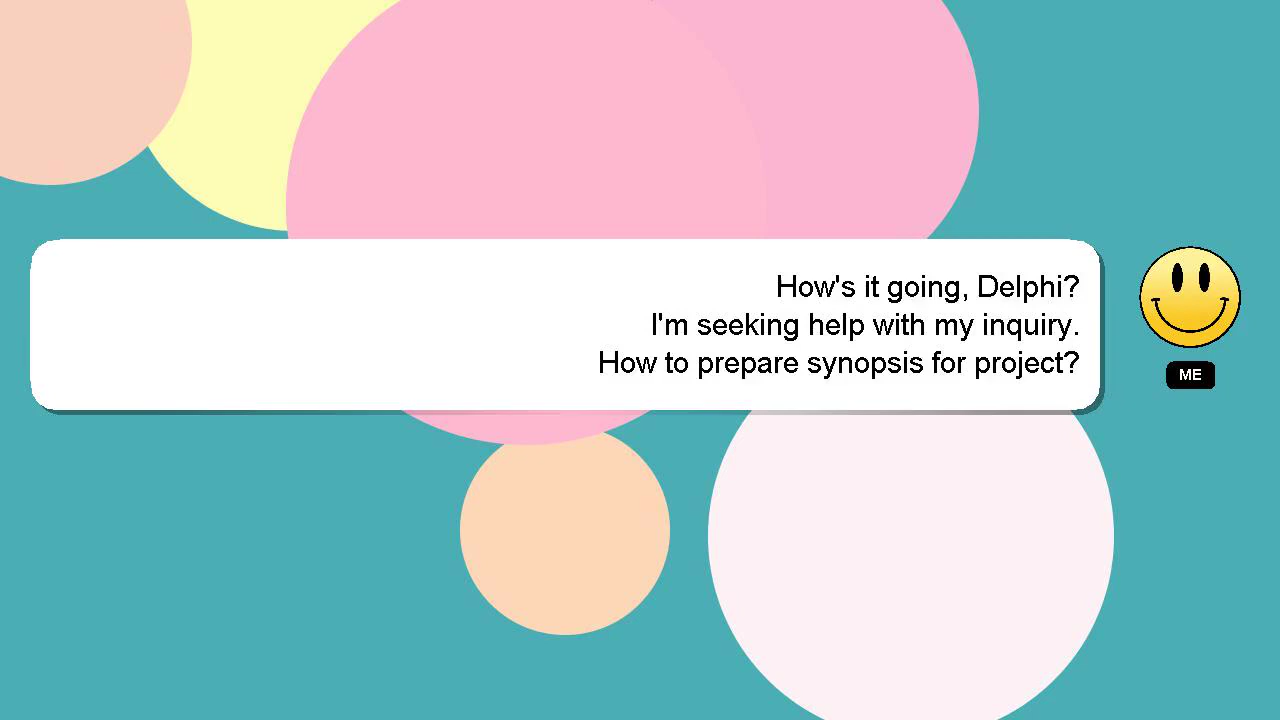 How's it going, Delphi?
I'm seeking help with my inquiry.
How to prepare synopsis for project?
ME